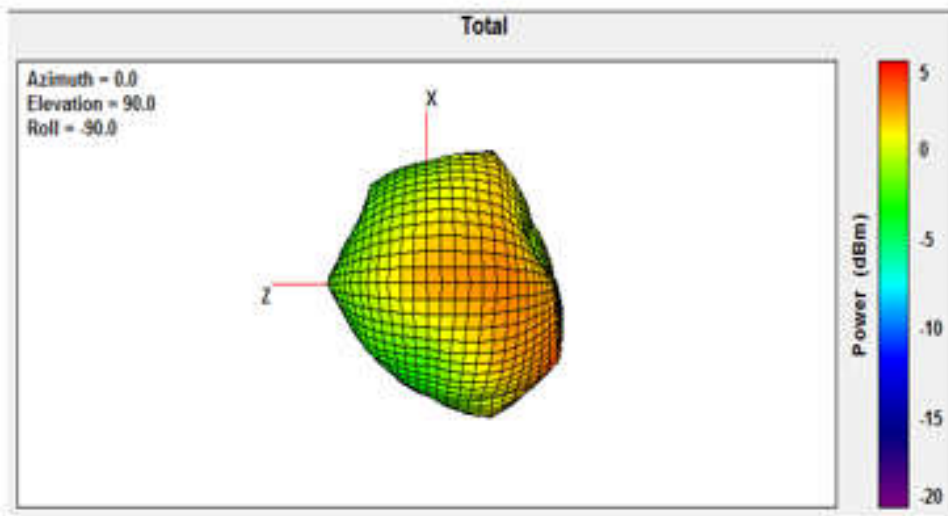 Total
Azimuth = 0.0
Elevation = 90.0
Roll = -90.0
X
Z
5
0
-5
-10
-15
-20
Power (dBm)